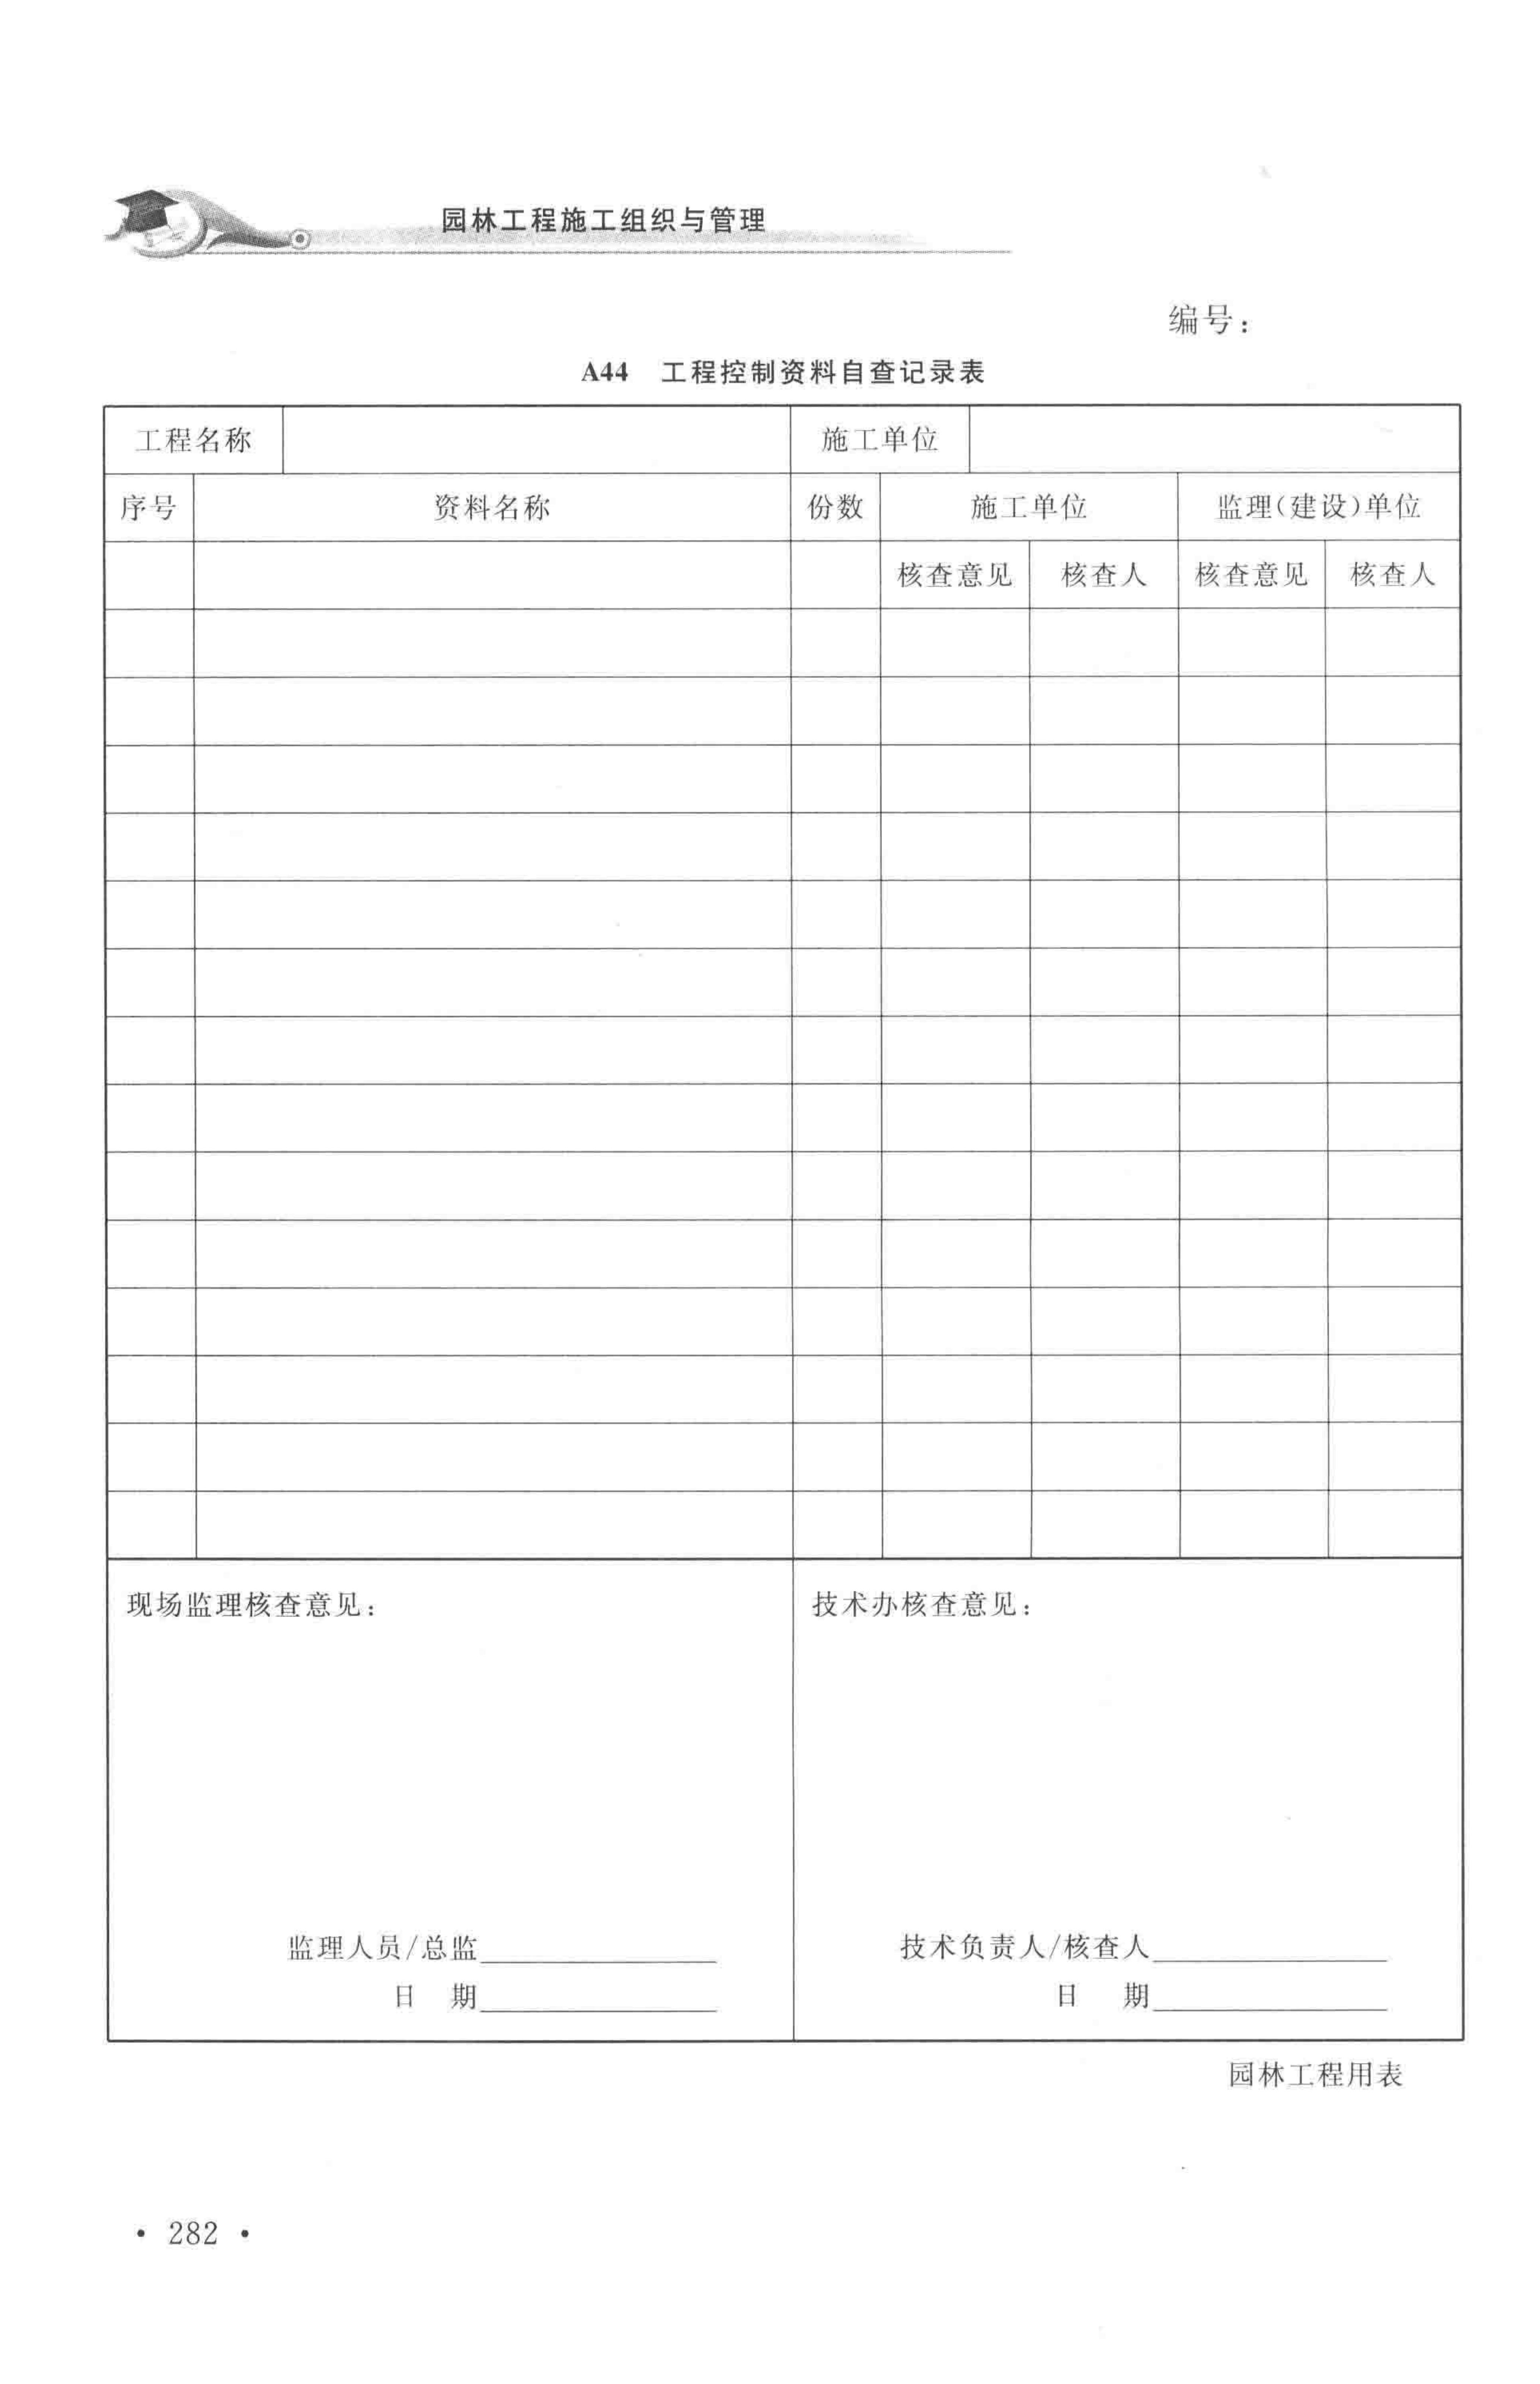 园林工程施工组织与管理
编号：
A44 工程控制资料自查记录表
工程名称 施工单位
序号 资料名称 份数 施工单位 监理(建设)单位
核查意见 核查人 核查意见 核查人
现场监理核查意见： 技术办核查意见：
监理人员/总监 技术负责人/核查人
日 期 日 期
园林工程用表
• 282 •